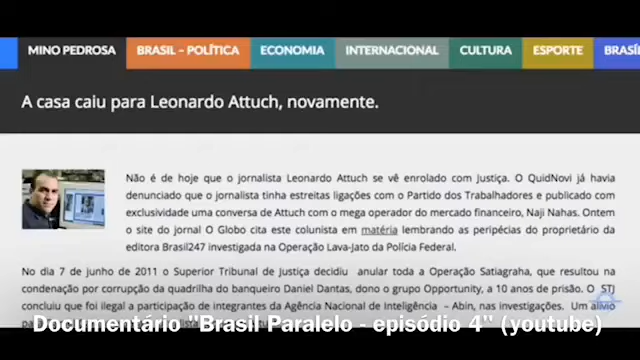 MINO PEDROSA BRASIL – POLÍTICA ECONOMIA INTERNACIONAL CULTURA ESPORTE
A casa caiu para Leonardo Attuch, novamente.
Não é de hoje que o jornalista Leonardo Attuch se vê enrolado com Justiça. O QuidNovi já havia
denunciado que o jornalista tinha estreitas ligações com o Partido dos Trabalhadores e publicado com
exclusividade uma conversa de Attuch com o mega operador do mercado financeiro, Naji Nahas. Ontem
o site do jornal O Globo cita este colunista em matéria lembrando as peripécias do proprietário da
editora Brasil247 investigada na Operação Lava-Jato da Polícia Federal.
No dia 7 de junho de 2011 o Superior Tribunal de Justiça decidiu anular toda a Operação Satiagraha, que resultou na
condenação por corrupção da quadrilha do banqueiro Daniel Dantas, dono o grupo Opportunity, a 10 anos de prisão. O STJ
concluiu que foi ilegal a participação de integrantes da Agência Nacional de Inteligência – Abin, nas investigações. Um alívio
Documentário "Brasil Paralelo - episódio 4" (youtube)